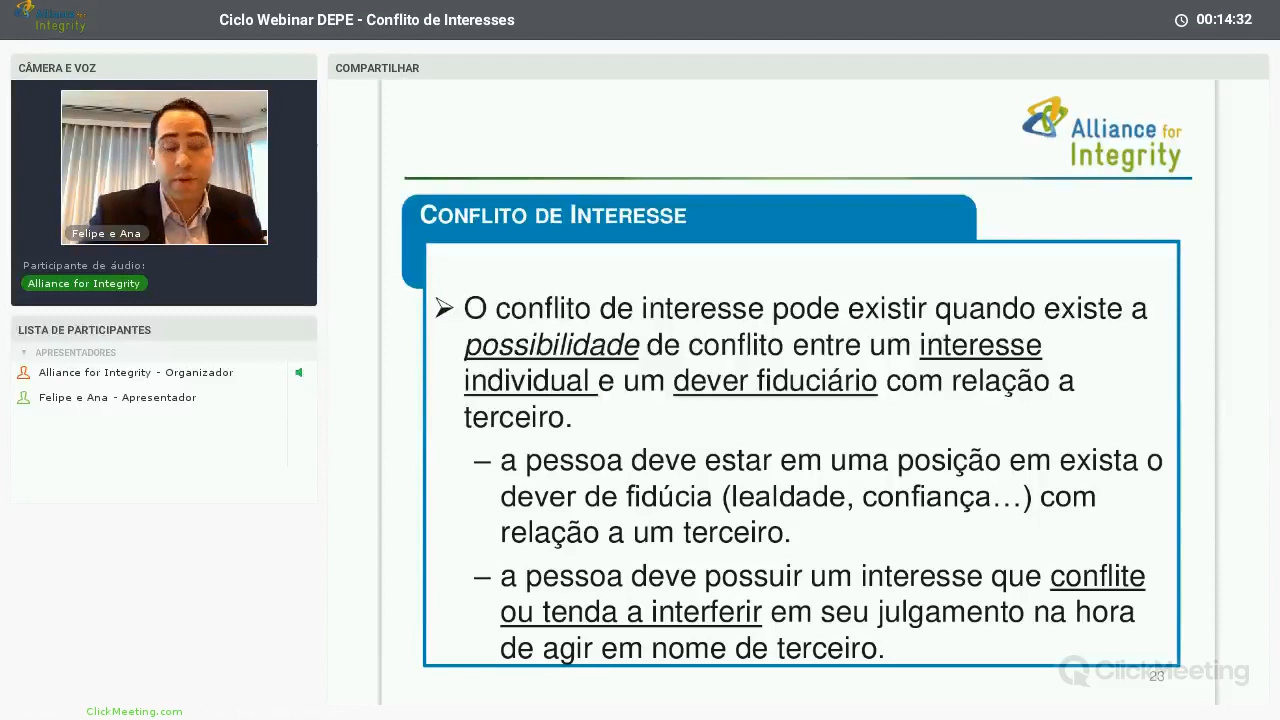 Alliance for
Integrity
Ciclo Webinar DEPE - Conflito de Interesses
00:14:32
CÂMERA E VOZ
Felipe e Ana
Participante de áudio:
Alliance for Integrity
LISTA DE PARTICIPANTES
APRESENTADORES
Alliance for Integrity - Organizador
Felipe e Ana - Apresentador
ClickMeeting.com
COMPARTILHAR
Alliance for
Integrity
CONFLITO DE INTERESSE
➢ O conflito de interesse pode existir quando existe a
possibilidade de conflito entre um interesse
individual e um dever fiduciário com relação a
terceiro.
– a pessoa deve estar em uma posição em exista o
dever de fidúcia (lealdade, confiança…) com
relação a um terceiro.
– a pessoa deve possuir um interesse que conflite
ou tenda a interferir em seu julgamento na hora
de agir em nome de terceiro.
23
ClickMeeting